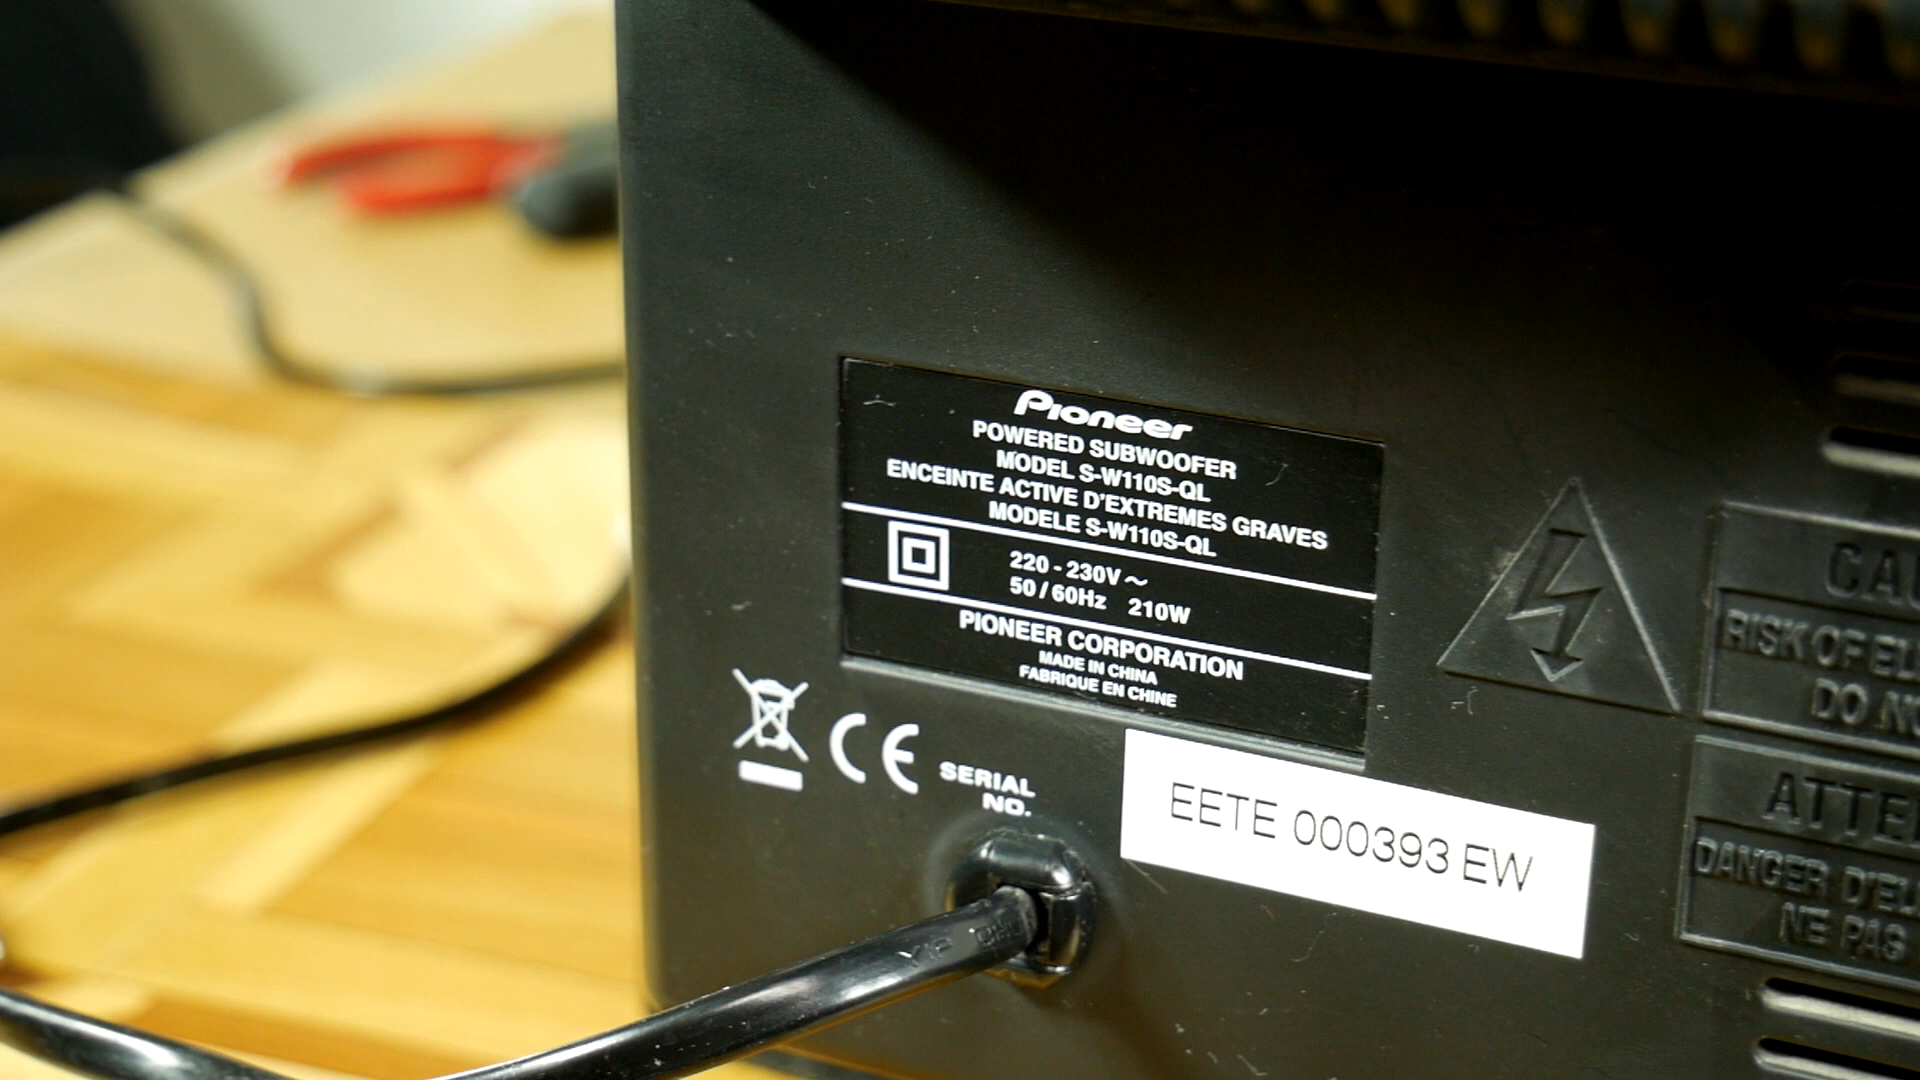 Pioneer
POWERED SUBWOOFER
MODEL S-W110S-QL
ENCEINTE ACTIVE D'EXTREMES GRAVES
MODELE S-W110S-QL
220 - 230V ~
50 / 60Hz 210W
PIONEER CORPORATION
MADE IN CHINA
FABRIQUE EN CHINE
CE
SERIAL
NO.
EETE 000393 EW
RISK OF
DO
DANGER
NE PAS
YP